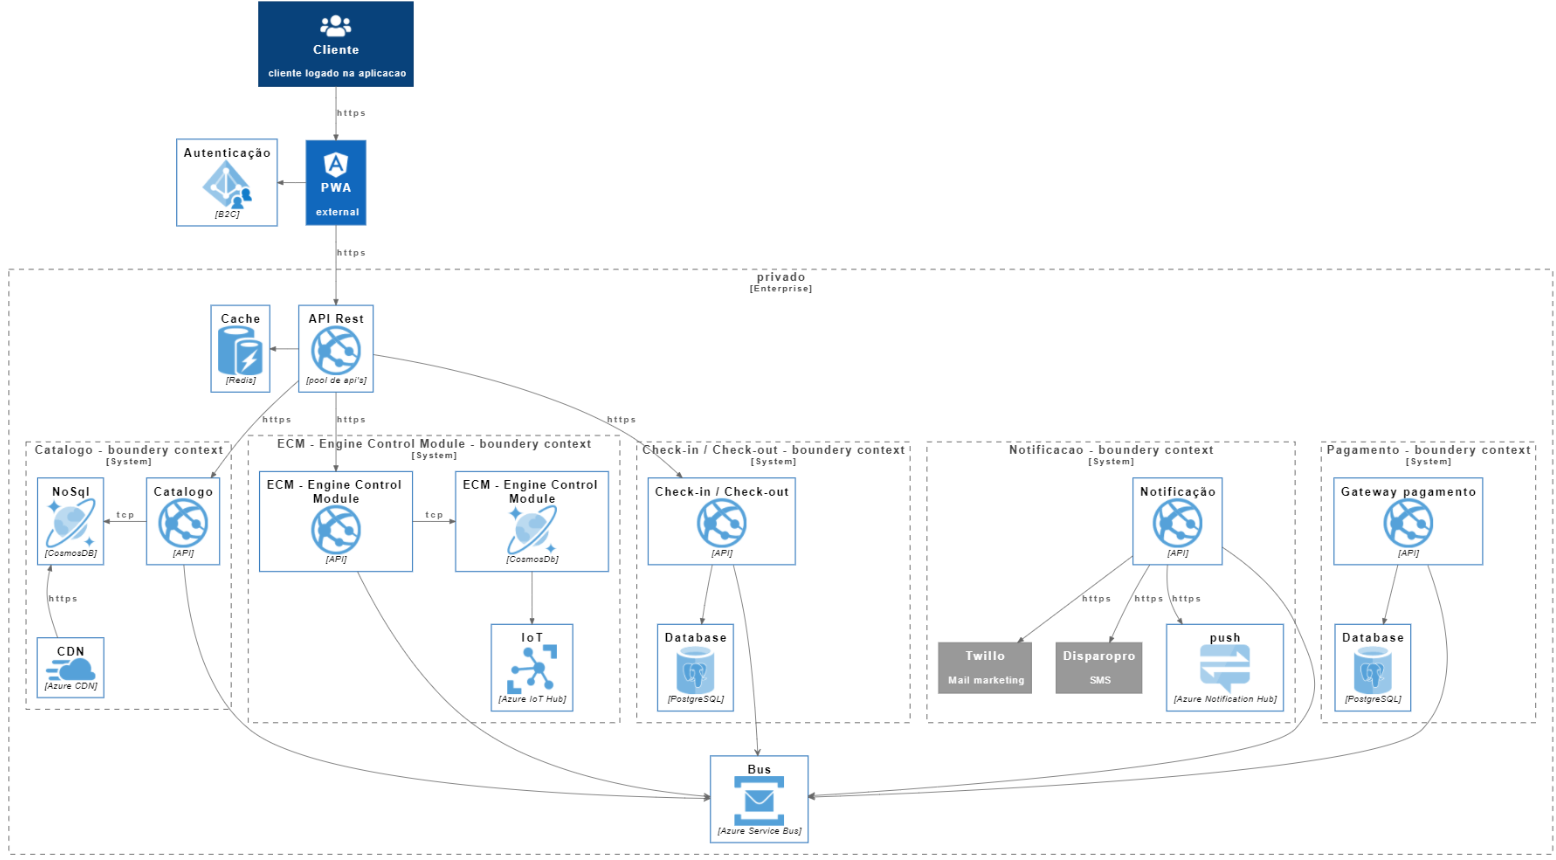 Cliente
cliente logado na aplicacao
https
Autenticação
[B2C]
PWA
external
https
privado
[Enterprise]
Cache
[Redis]
API Rest
[pool de api's]
https
https
https
Catalogo - boundery context
[System]
NoSql
[CosmosDB]
tcp
Catalogo
[API]
https
CDN
[Azure CDN]
ECM - Engine Control Module - boundery context
[System]
ECM - Engine Control
Module
[API]
tcp
ECM - Engine Control
Module
[CosmosDb]
IoT
[Azure IoT Hub]
Check-in / Check-out - boundery context
[System]
Check-in / Check-out
[API]
Database
[PostgreSQL]
Notificacao - boundery context
[System]
Notificação
[API]
https
https
https
Twillo
Mail marketing
Disparopro
SMS
push
[Azure Notification Hub]
Pagamento - boundery context
[System]
Gateway pagamento
[API]
Database
[PostgreSQL]
Bus
[Azure Service Bus]